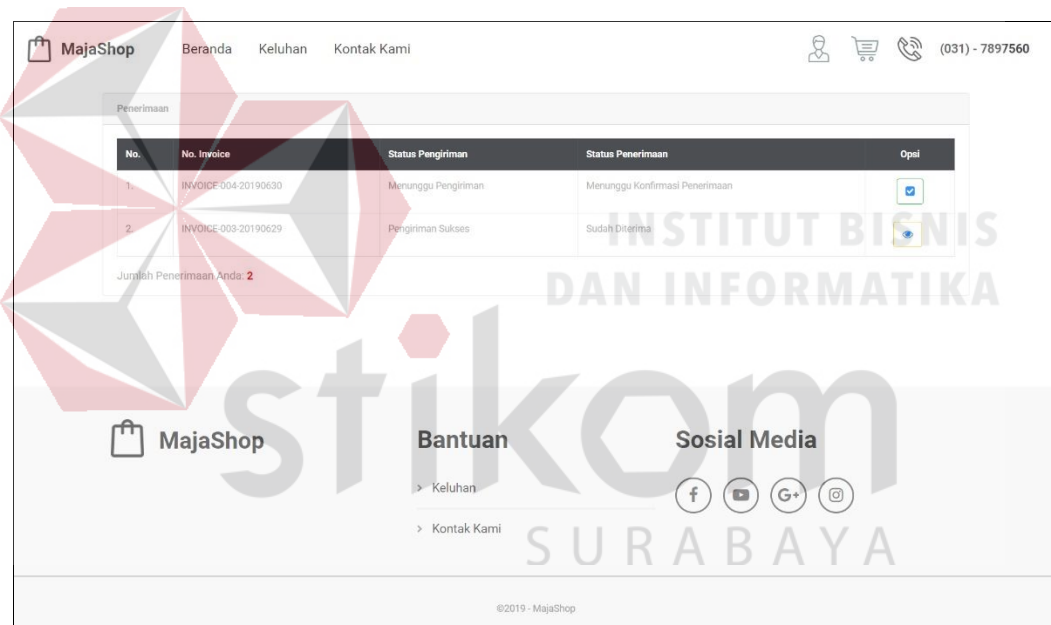 MajaShop Beranda Keluhan Kontak Kami (031) - 7897560
Penerimaan
No. No. Invoice Status Pengiriman Status Penerimaan Opsi
1. INVOICE-004-20190630 Menunggu Pengiriman Menunggu Konfirmasi Penerimaan
2. INVOICE-003-20190629 Pengiriman Sukses Sudah Diterima
Jumlah Penerimaan Anda: 2
INSTITUT BISNIS
DAN INFORMATIKA
stikom
SURABAYA
MajaShop Bantuan Sosial Media
> Keluhan
> Kontak Kami
©2019 - MajaShop